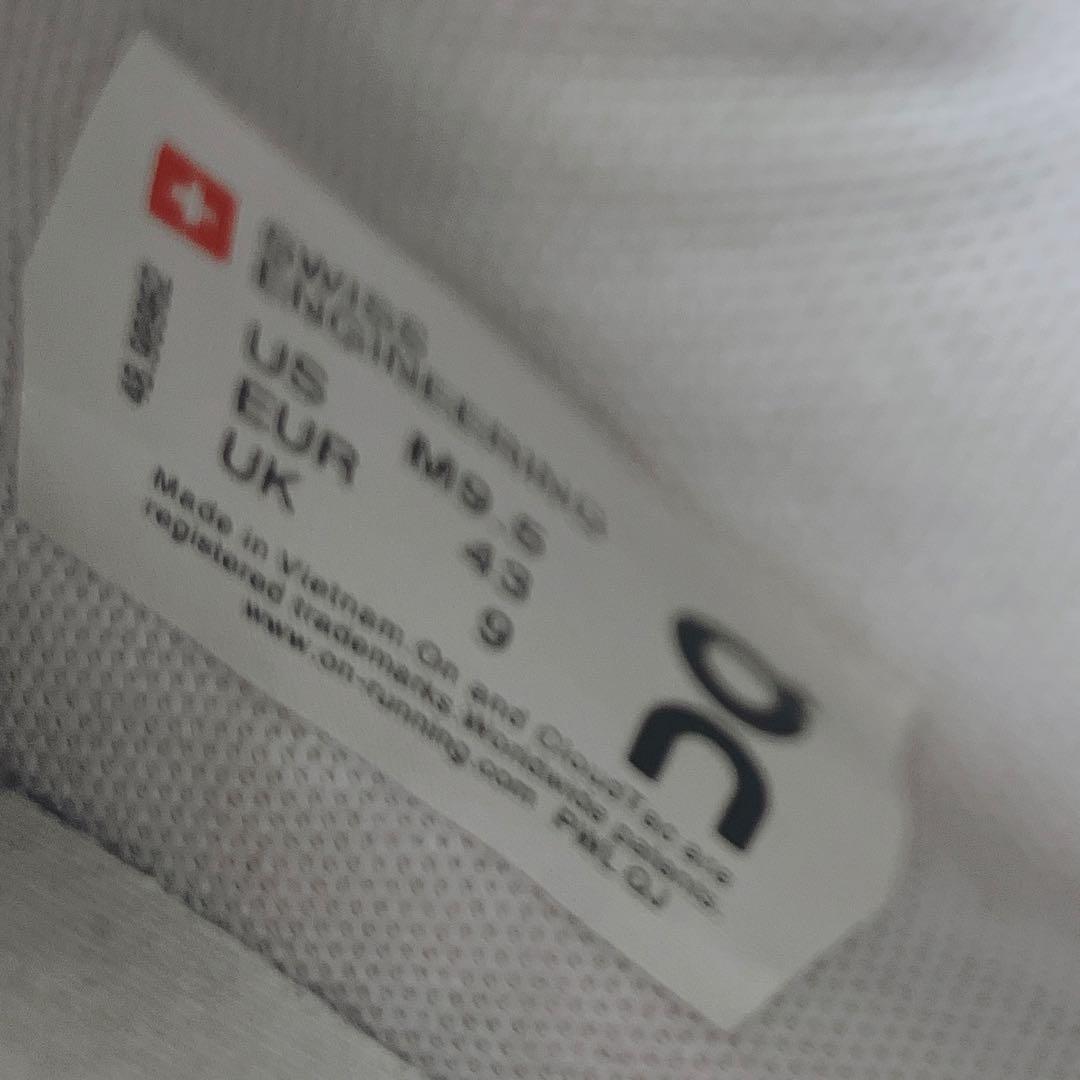 SWISS
ENGINEERING
US M9.5
EUR 43
UK 9
Made in Vietnam. On and CloudTec are
registered trademarks. Worldwide patents.
www.on-running.com
On